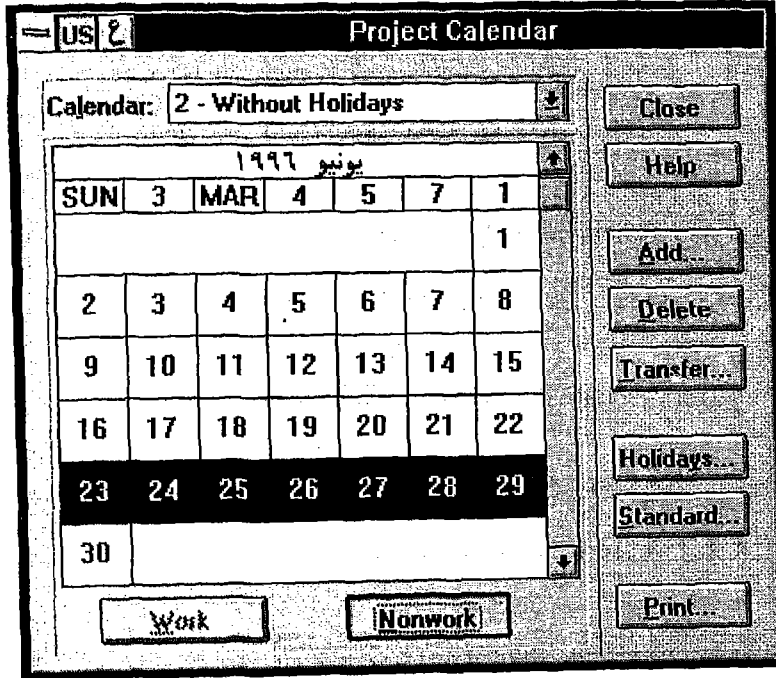 US ع Project Calendar
Calendar: 2 - Without Holidays
Close
Help
Add...
Delete
Transfer...
Holidays...
Standard...
Print...
يونيو ١٩٩٦
SUN 3 MAR 4 5 7 1
1
2 3 4 5 6 7 8
9 10 11 12 13 14 15
16 17 18 19 20 21 22
23 24 25 26 27 28 29
30
Work Nonwork